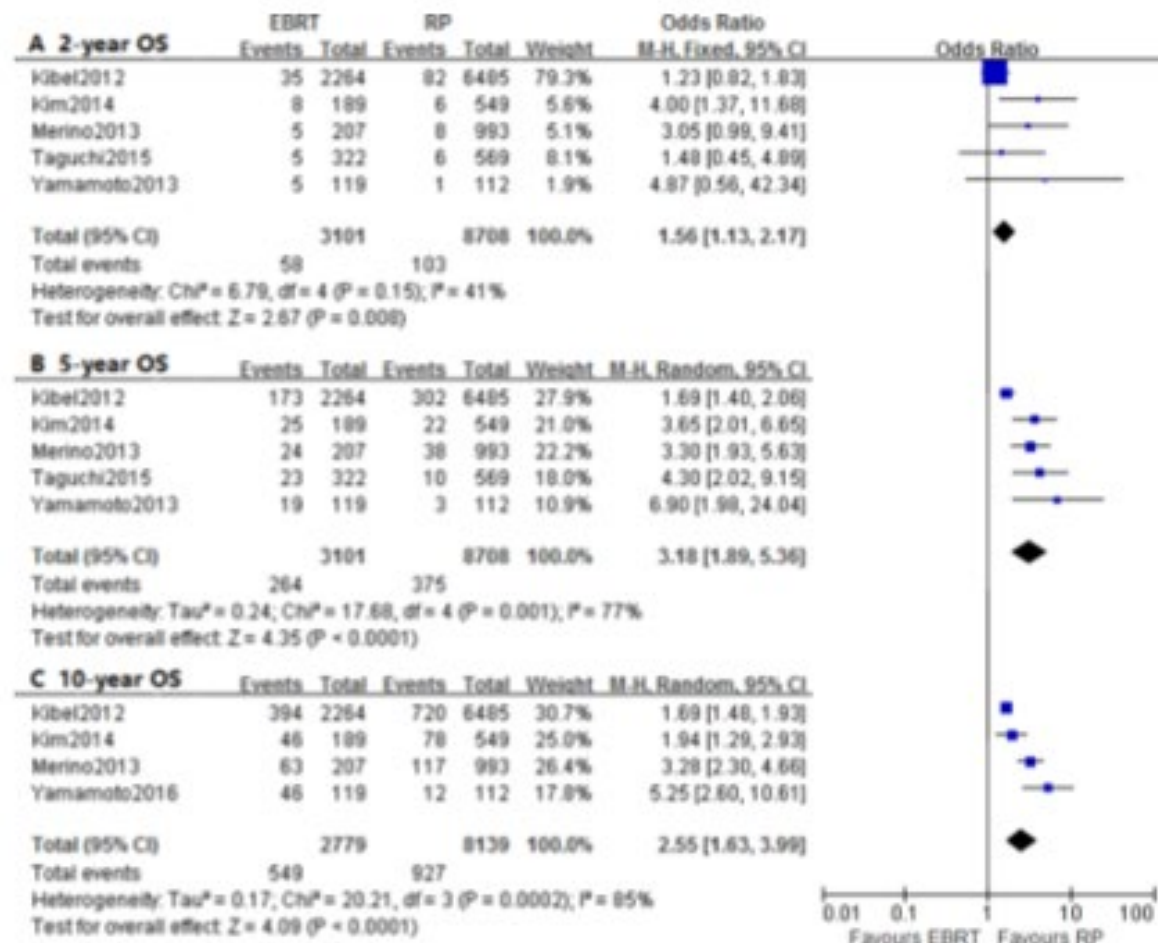 EBRT RP Odds Ratio
A 2-year OS Events Total Events Total Weight M-H, Fixed, 95% CI Odds Ratio
Kibel2012 35 2264 82 6485 79.3% 1.23 [0.82, 1.83]
Kim2014 8 189 6 549 5.6% 4.00 [1.37, 11.68]
Merino2013 5 207 8 993 5.1% 3.05 [0.99, 9.41]
Taguchi2015 5 322 6 569 8.1% 1.48 [0.45, 4.89]
Yamamoto2013 5 119 1 112 1.9% 4.87 [0.56, 42.34]
Total (95% CI) 3101 8708 100.0% 1.56 [1.13, 2.17]
Total events 58 103
Heterogeneity: Chi² = 6.79, df = 4 (P = 0.15); I² = 41%
Test for overall effect: Z = 2.67 (P = 0.008)
B 5-year OS Events Total Events Total Weight M-H, Random, 95% CI
Kibel2012 173 2264 302 6485 27.9% 1.69 [1.40, 2.06]
Kim2014 25 189 22 549 21.0% 3.65 [2.01, 6.65]
Merino2013 24 207 38 993 22.2% 3.30 [1.93, 5.63]
Taguchi2015 23 322 10 569 18.0% 4.30 [2.02, 9.15]
Yamamoto2013 19 119 3 112 10.9% 6.90 [1.98, 24.04]
Total (95% CI) 3101 8708 100.0% 3.18 [1.89, 5.36]
Total events 264 375
Heterogeneity: Tau² = 0.24; Chi² = 17.68, df = 4 (P = 0.001); I² = 77%
Test for overall effect: Z = 4.35 (P < 0.0001)
C 10-year OS Events Total Events Total Weight M-H, Random, 95% CI
Kibel2012 394 2264 720 6485 30.7% 1.69 [1.48, 1.93]
Kim2014 46 189 78 549 25.0% 1.94 [1.29, 2.93]
Merino2013 63 207 117 993 26.4% 3.28 [2.30, 4.66]
Yamamoto2016 46 119 12 112 17.8% 5.25 [2.60, 10.61]
Total (95% CI) 2779 8139 100.0% 2.55 [1.63, 3.99]
Total events 549 927
Heterogeneity: Tau² = 0.17; Chi² = 20.21, df = 3 (P = 0.0002); I² = 85%
Test for overall effect: Z = 4.09 (P < 0.0001)
0.01 0.1 1 10 100
Favours EBRT Favours RP